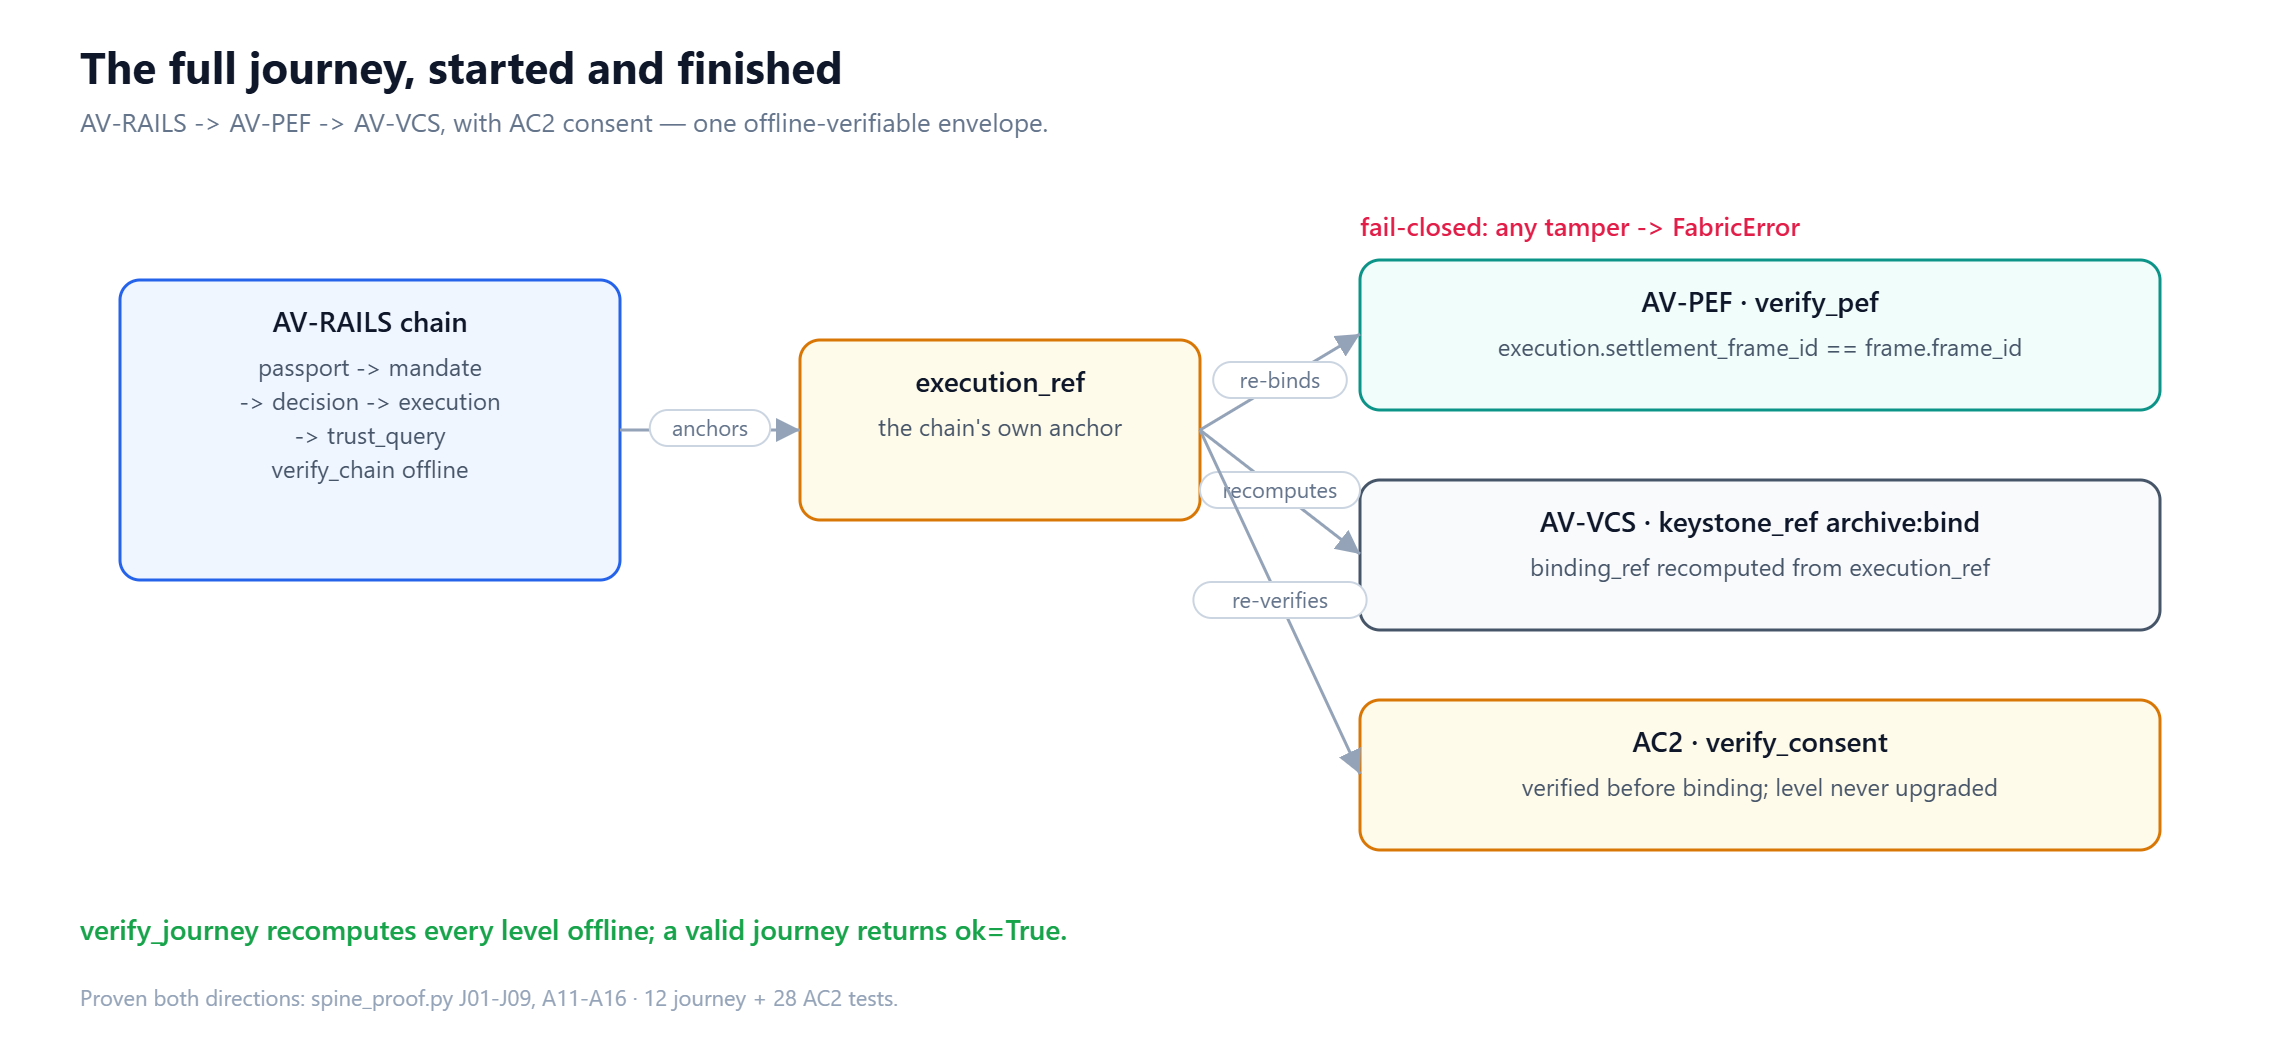 The full journey, started and finished
AV-RAILS -> AV-PEF -> AV-VCS, with AC2 consent — one offline-verifiable envelope.
fail-closed: any tamper -> FabricError
AV-RAILS chain
passport -> mandate
-> decision -> execution
-> trust_query
verify_chain offline
anchors
execution_ref
the chain's own anchor
re-binds
recomputes
re-verifies
AV-PEF · verify_pef
execution.settlement_frame_id == frame.frame_id
AV-VCS · keystone_ref archive:bind
binding_ref recomputed from execution_ref
AC2 · verify_consent
verified before binding; level never upgraded
verify_journey recomputes every level offline; a valid journey returns ok=True.
Proven both directions: spine_proof.py J01-J09, A11-A16 · 12 journey + 28 AC2 tests.